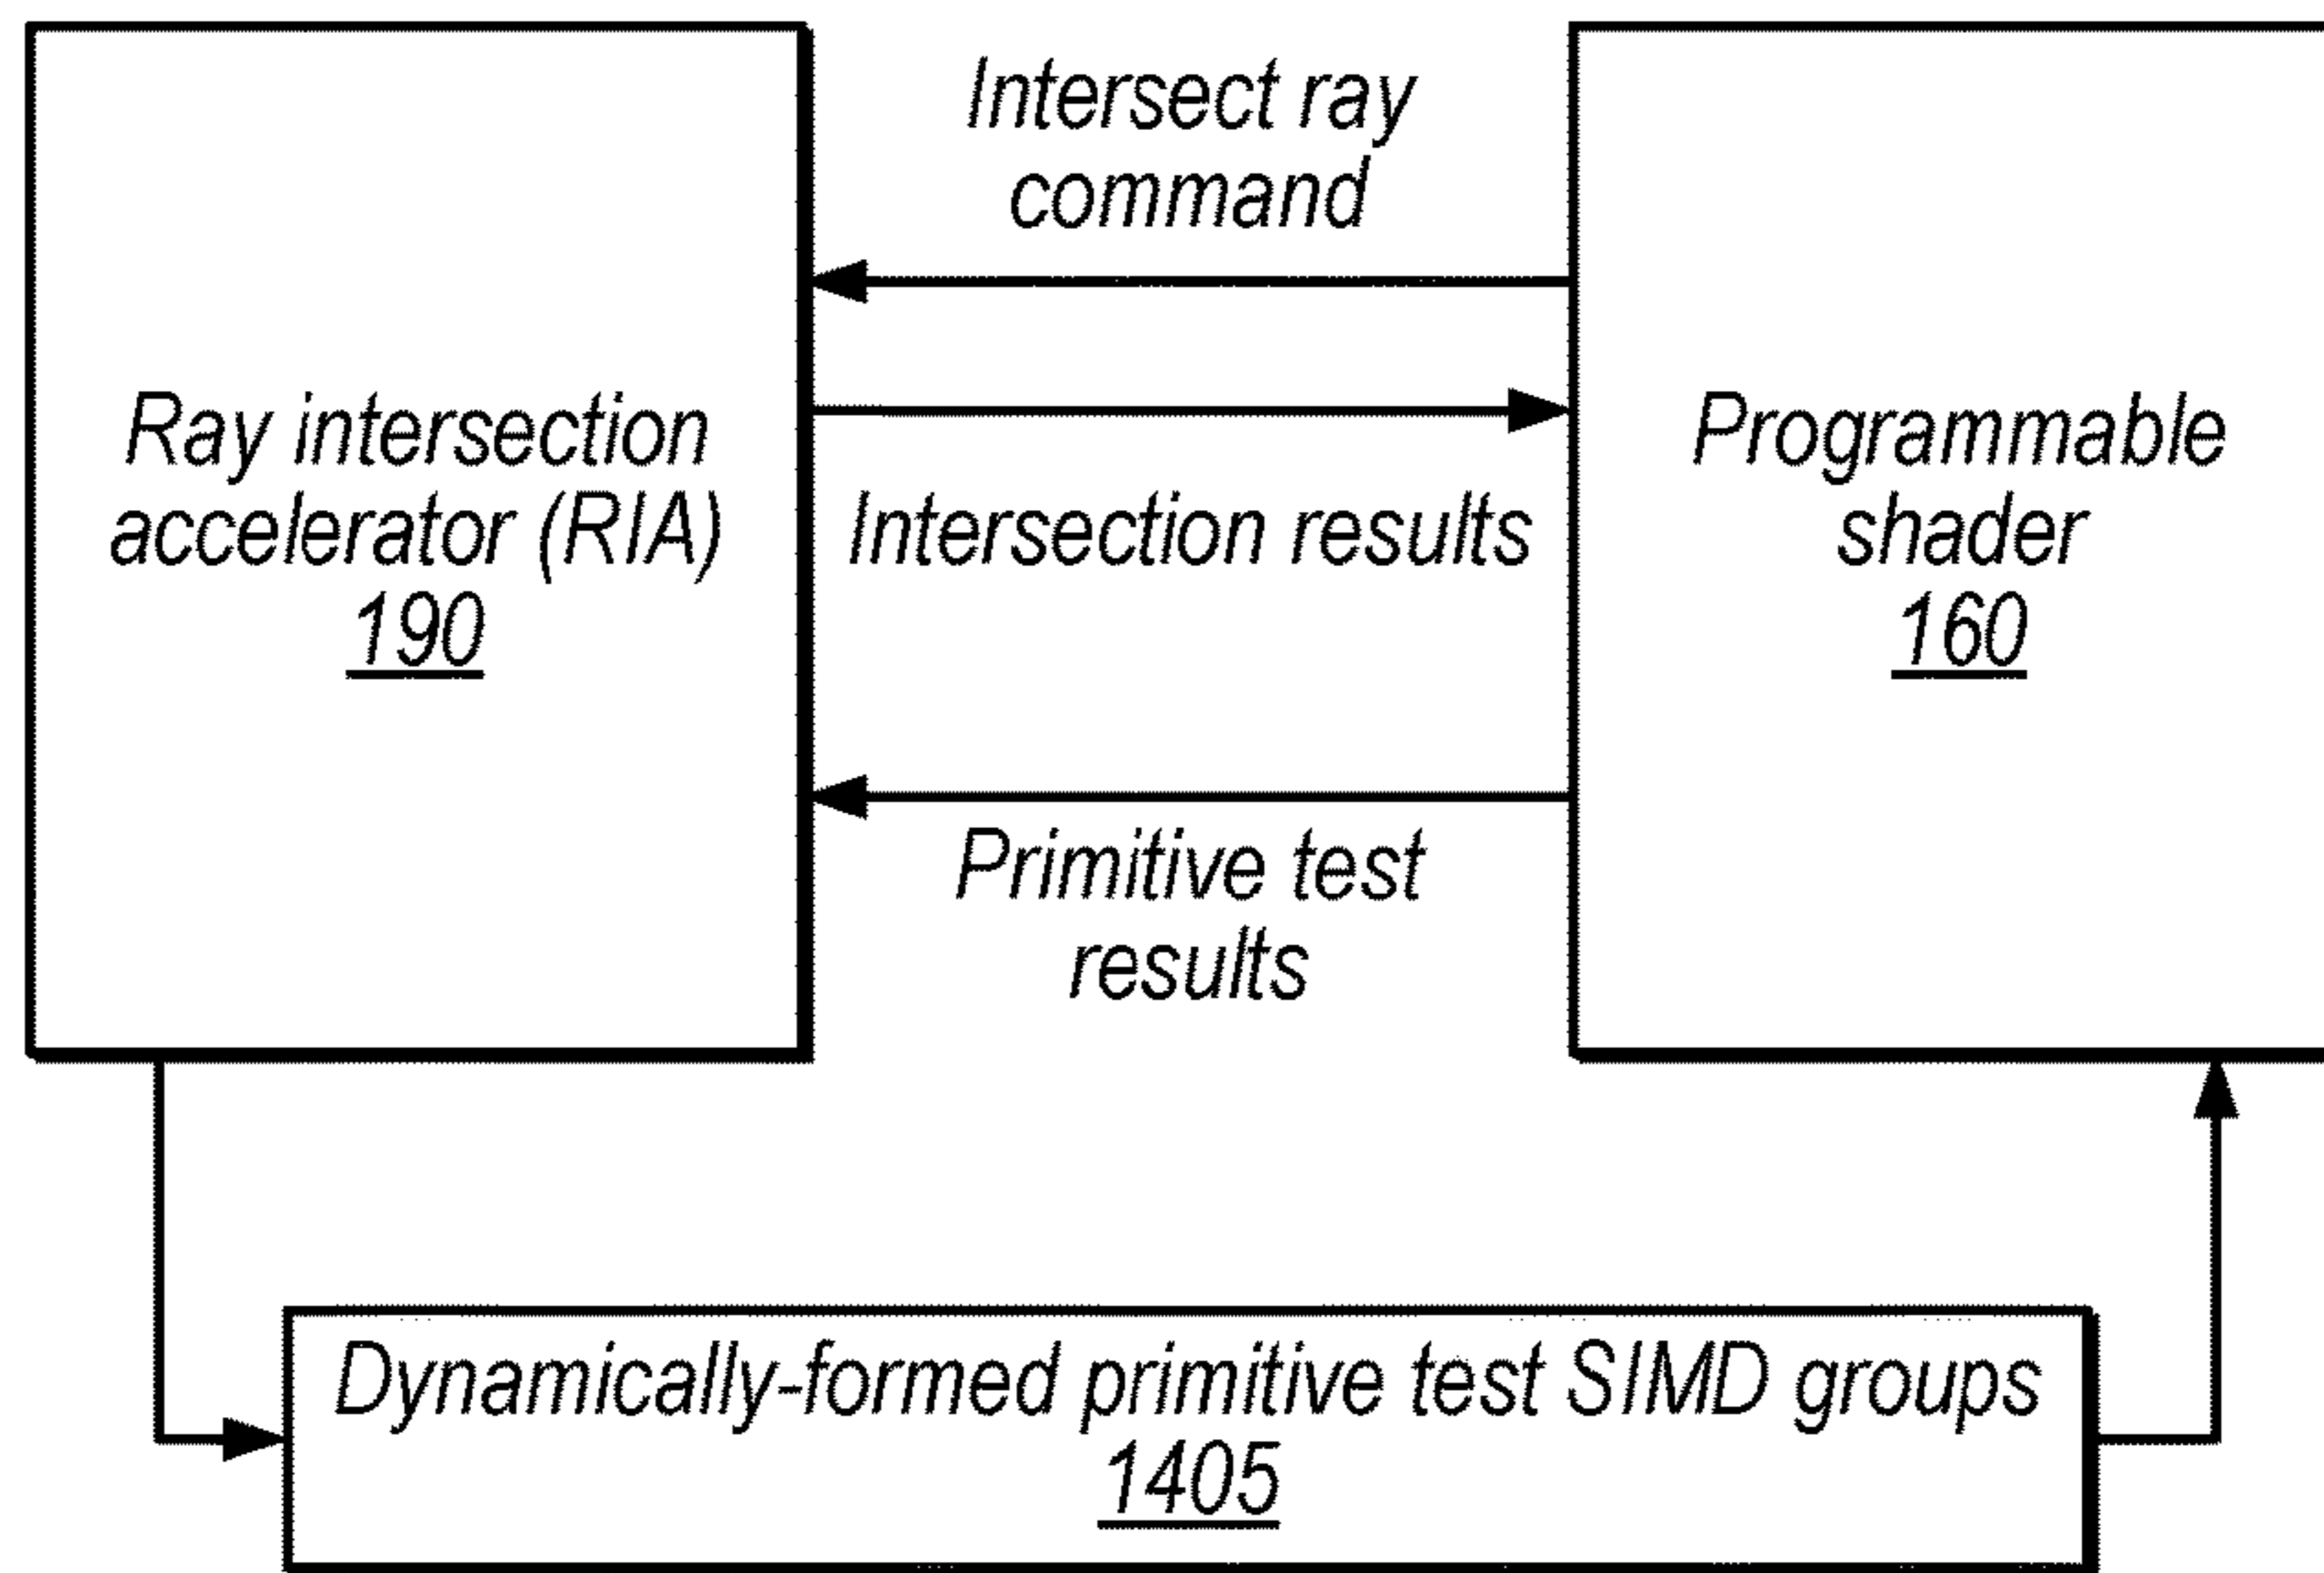 Intersect ray
command
Ray intersection
accelerator (RIA)
190
Intersection results
Programmable
shader
160
Primitive test
results
Dynamically-formed primitive test SIMD groups
1405